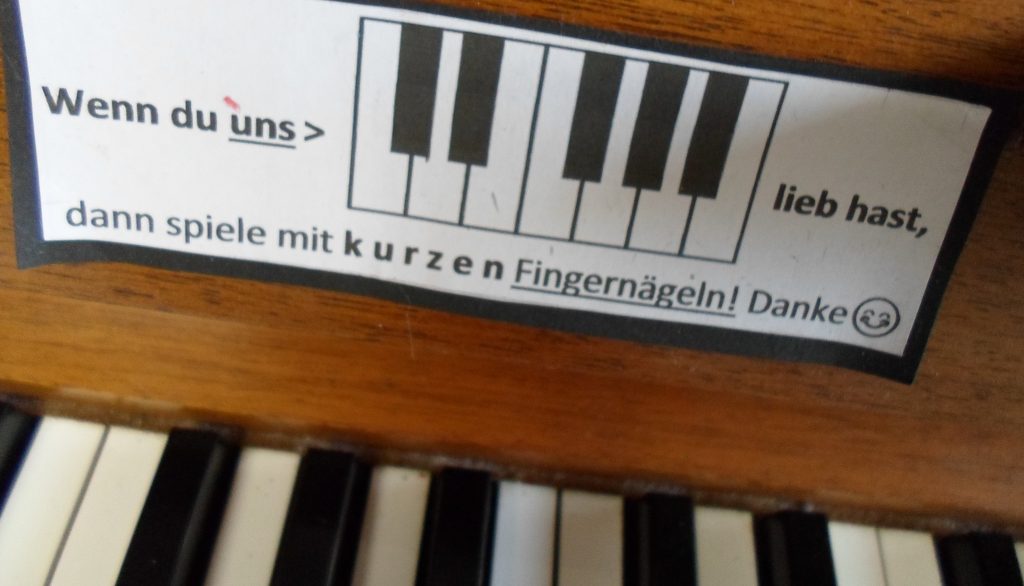 Wenn du uns > lieb hast,
dann spiele mit k u r z e n Fingernägeln! Danke😊